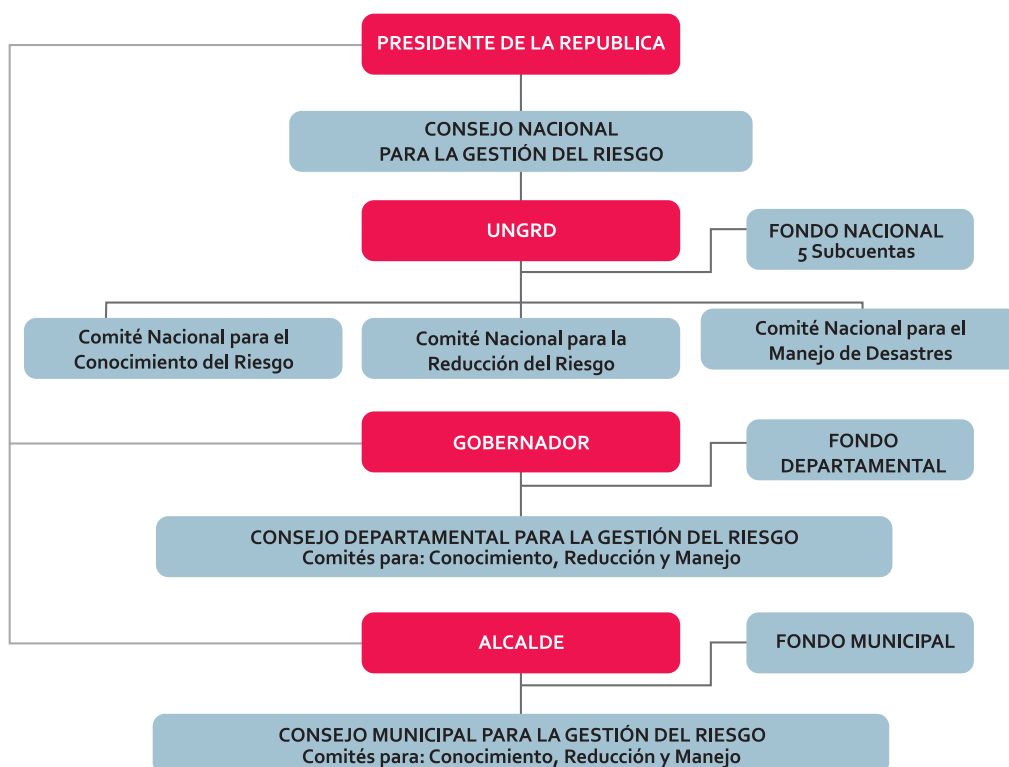 PRESIDENTE DE LA REPUBLICA
CONSEJO NACIONAL
PARA LA GESTIÓN DEL RIESGO
UNGRD
FONDO NACIONAL
5 Subcuentas
Comité Nacional para el
Conocimiento del Riesgo
Comité Nacional para la
Reducción del Riesgo
Comité Nacional para el
Manejo de Desastres
GOBERNADOR
FONDO
DEPARTAMENTAL
CONSEJO DEPARTAMENTAL PARA LA GESTIÓN DEL RIESGO
Comités para: Conocimiento, Reducción y Manejo
ALCALDE
FONDO MUNICIPAL
CONSEJO MUNICIPAL PARA LA GESTIÓN DEL RIESGO
Comités para: Conocimiento, Reducción y Manejo